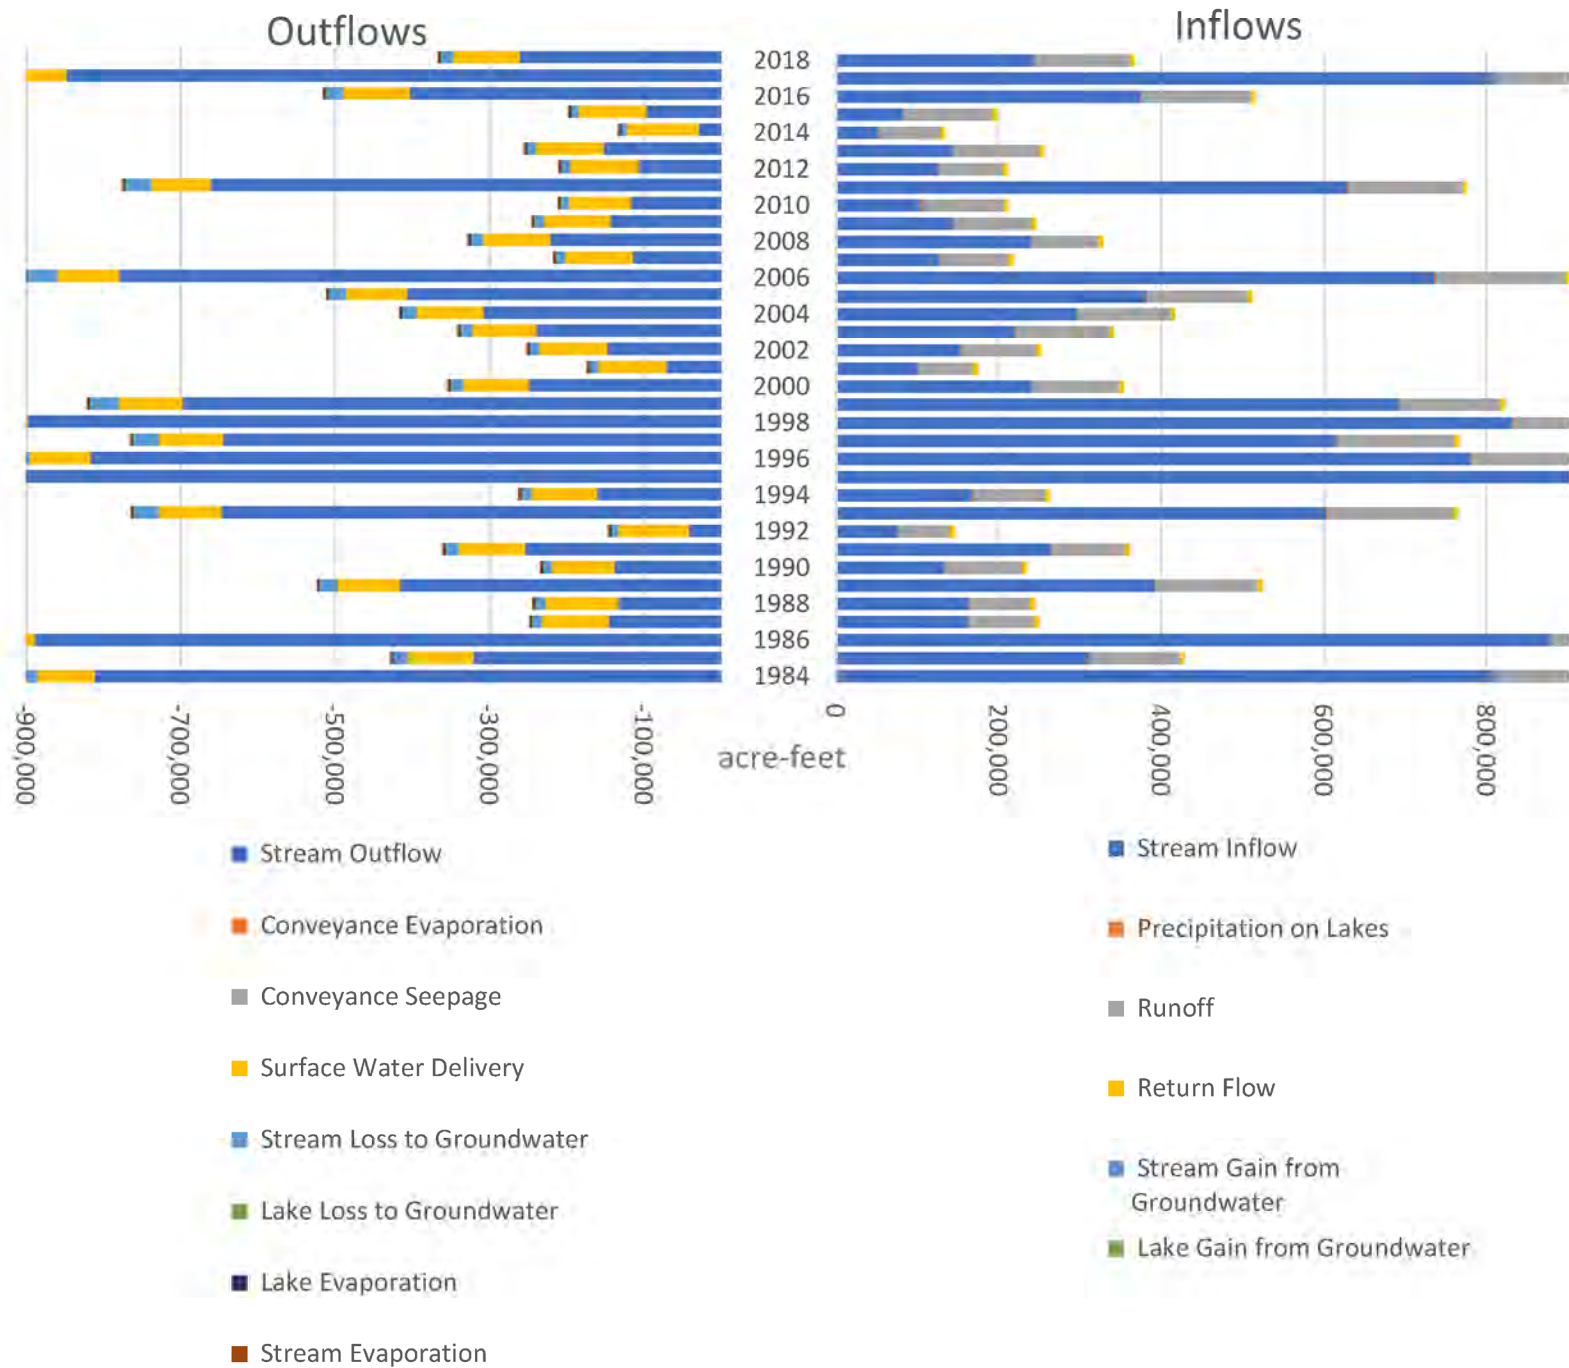 Outflows
Inflows
2018
2016
2014
2012
2010
2008
2006
2004
2002
2000
1998
1996
1994
1992
1990
1988
1986
1984
-900,000
-700,000
-500,000
-300,000
-100,000
acre-feet
0
200,000
400,000
600,000
800,000
Stream Outflow
Conveyance Evaporation
Conveyance Seepage
Surface Water Delivery
Stream Loss to Groundwater
Lake Loss to Groundwater
Lake Evaporation
Stream Evaporation
Stream Inflow
Precipitation on Lakes
Runoff
Return Flow
Stream Gain from
Groundwater
Lake Gain from Groundwater